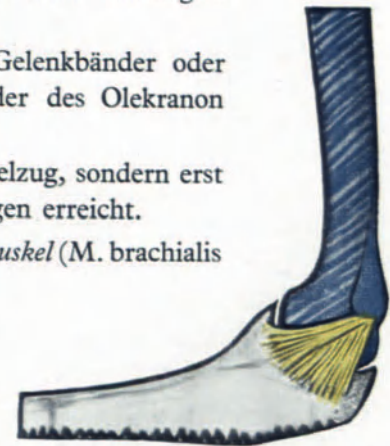 Gelenkbänder oder
der des Olekranon
elzug, sondern erst
gen erreicht.
uskel (M. brachialis